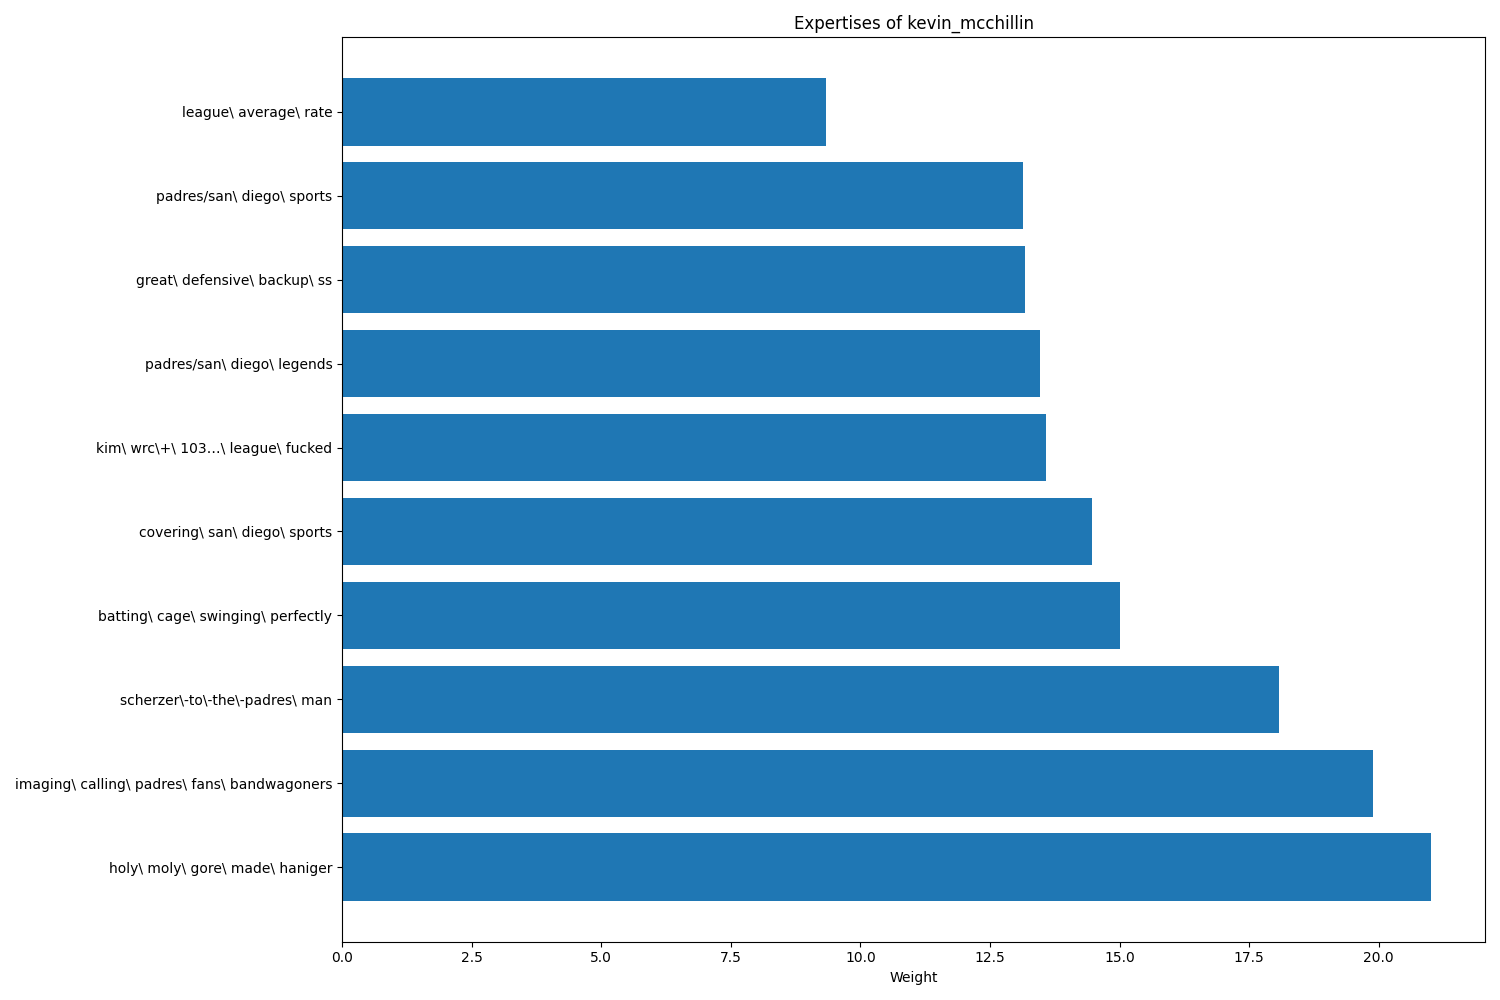 Expertises of kevin_mcchillin
league\ average\ rate
padres/san\ diego\ sports
great\ defensive\ backup\ ss
padres/san\ diego\ legends
kim\ wrc\+\ 103…\ league\ fucked
covering\ san\ diego\ sports
batting\ cage\ swinging\ perfectly
scherzer\-to\-the\-padres\ man
imaging\ calling\ padres\ fans\ bandwagoners
holy\ moly\ gore\ made\ haniger
0.0 2.5 5.0 7.5 10.0 12.5 15.0 17.5 20.0
Weight